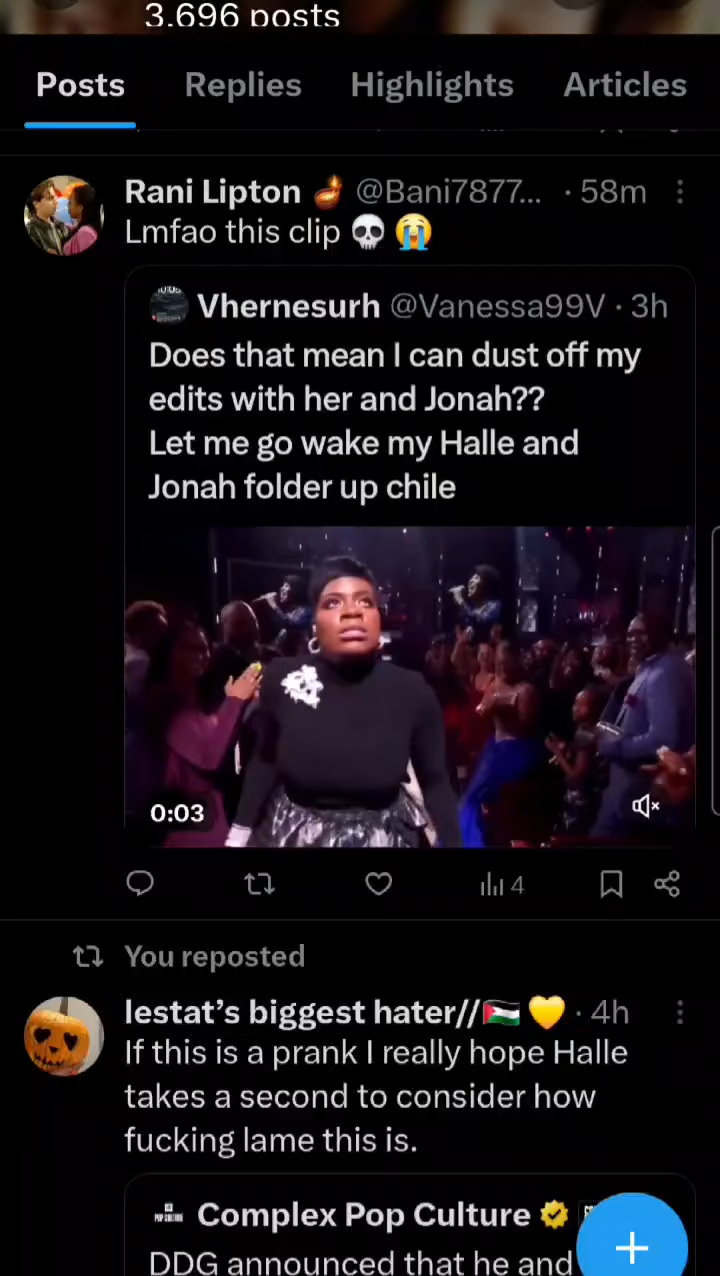 3,696 posts
Posts Replies Highlights Articles
Rani Lipton 🪔 @Bani7877... · 58m
Lmfao this clip 💀😭
Vhernesurh @Vanessa99V · 3h
Does that mean I can dust off my
edits with her and Jonah??
Let me go wake my Halle and
Jonah folder up chile
0:03
4
You reposted
lestat's biggest hater//🇵🇸 💛 · 4h
If this is a prank I really hope Halle
takes a second to consider how
fucking lame this is.
POP CULTURE
Complex Pop Culture
DDG announced that he and